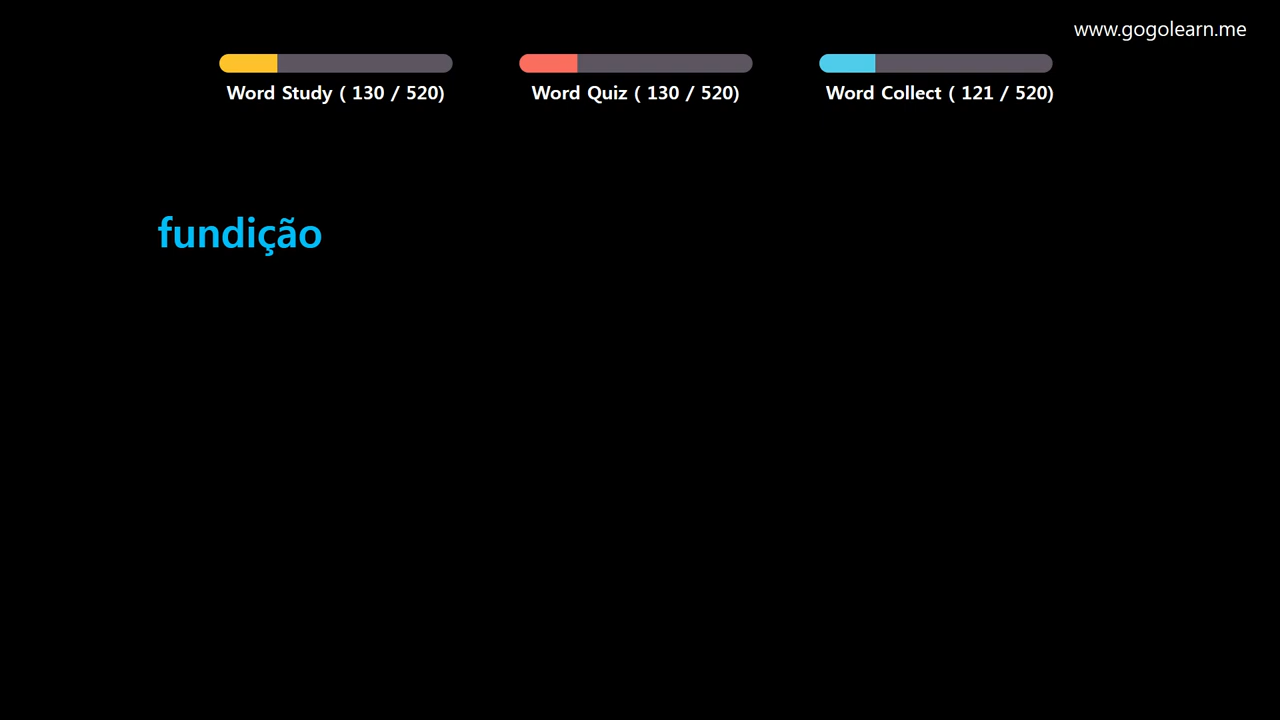 www.gogolearn.me
Word Study ( 130 / 520)
Word Quiz ( 130 / 520)
Word Collect ( 121 / 520)
fundição